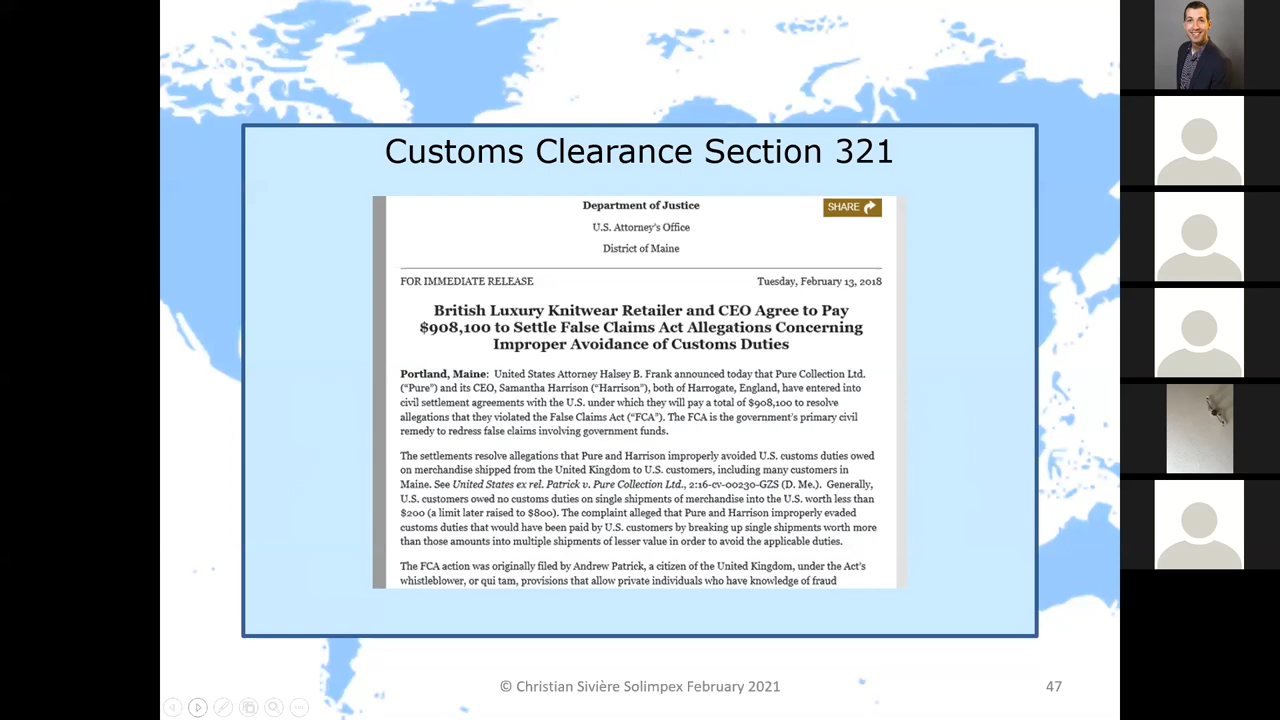 Customs Clearance Section 321
Department of Justice
SHARE
U.S. Attorney's Office
District of Maine
FOR IMMEDIATE RELEASE
Tuesday, February 13, 2018
British Luxury Knitwear Retailer and CEO Agree to Pay
$908,100 to Settle False Claims Act Allegations Concerning
Improper Avoidance of Customs Duties
Portland, Maine: United States Attorney Halsey B. Frank announced today that Pure Collection Ltd.
("Pure") and its CEO, Samantha Harrison ("Harrison"), both of Harrogate, England, have entered into
civil settlement agreements with the U.S. under which they will pay a total of $908,100 to resolve
allegations that they violated the False Claims Act ("FCA"). The FCA is the government's primary civil
remedy to redress false claims involving government funds.
The settlements resolve allegations that Pure and Harrison improperly avoided U.S. customs duties owed
on merchandise shipped from the United Kingdom to U.S. customers, including many customers in
Maine. See United States ex rel. Patrick v. Pure Collection Ltd., 2:16-cv-00230-GZS (D. Me.). Generally,
U.S. customers owed no customs duties on single shipments of merchandise into the U.S. worth less than
$200 (a limit later raised to $800). The complaint alleged that Pure and Harrison improperly evaded
customs duties that would have been paid by U.S. customers by breaking up single shipments worth more
than those amounts into multiple shipments of lesser value in order to avoid the applicable duties.
The FCA action was originally filed by Andrew Patrick, a citizen of the United Kingdom, under the Act's
whistleblower, or qui tam, provisions that allow private individuals who have knowledge of fraud
© Christian Sivière Solimpex February 2021
47